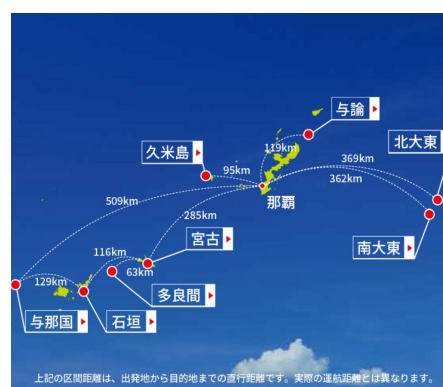 与論
北大東
119km
久米島
369km
95km
362km
那覇
509km
285km
宮古
南大東
116km
63km
129km
多良間
与那国
石垣
上記の区間距離は、出発地から目的地までの直行距離です。実際の運航距離とは異なります。